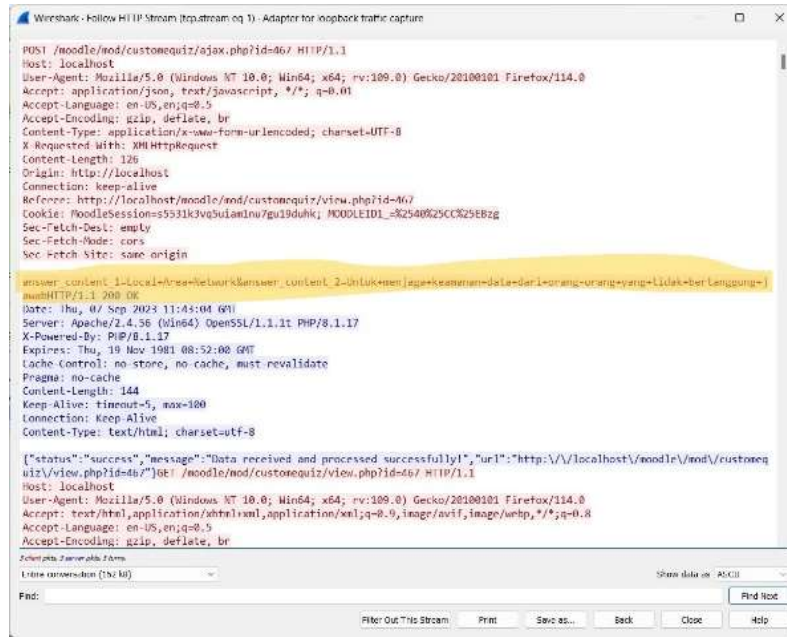 Wireshark - Follow HTTP Stream (tcp.stream eq 1) - Adapter for loopback traffic capture
POST /moodle/mod/customequiz/ajax.php?id=467 HTTP/1.1
Host: localhost
User-Agent: Mozilla/5.0 (Windows NT 10.0; Win64; x64; rv:109.0) Gecko/20100101 Firefox/114.0
Accept: application/json, text/javascript, */*; q=0.01
Accept-Language: en-US,en;q=0.5
Accept-Encoding: gzip, deflate, br
Content-Type: application/x-www-form-urlencoded; charset=UTF-8
X-Requested-With: XMLHttpRequest
Content-Length: 126
Origin: http://localhost
Connection: keep-alive
Referer: http://localhost/moodle/mod/customequiz/view.php?id=467
Cookie: MOODLEID1_=%2540%25CC%25EBzg
Sec-Fetch-Dest: empty
Sec-Fetch-Mode: cors
Sec-Fetch-Site: same-origin
answer_content_1=Local+Area+Network&answer_content_2=Untuk+menjaga+keamanan+data+dari+orang-orang+yang+tidak+bertanggung+j
awabHTTP/1.1 200 OK
Date: Thu, 07 Sep 2023 11:43:04 GMT
Server: Apache/2.4.56 (Win64) OpenSSL/1.1.1t PHP/8.1.17
X-Powered-By: PHP/8.1.17
Expires: Thu, 19 Nov 1981 08:52:00 GMT
Cache-Control: no-store, no-cache, must-revalidate
Pragma: no-cache
Content-Length: 144
Keep-Alive: timeout=5, max=100
Connection: Keep-Alive
Content-Type: text/html; charset=utf-8
{"status":"success","message":"Data received and processed successfully!","url":"http:\/\/localhost\/moodle\/mod\/customeq
uiz\/view.php?id=467"}GET /moodle/mod/customequiz/view.php?id=467 HTTP/1.1
Host: localhost
User-Agent: Mozilla/5.0 (Windows NT 10.0; Win64; x64; rv:109.0) Gecko/20100101 Firefox/114.0
Accept: text/html,application/xhtml+xml,application/xml;q=0.9,image/avif,image/webp,*/*;q=0.8
Accept-Language: en-US,en;q=0.5
Accept-Encoding: gzip, deflate, br
Entire conversation (152 kB) Show data as ASCII
Find: Find Next
Filter Out This Stream Print Save as... Back Close Help